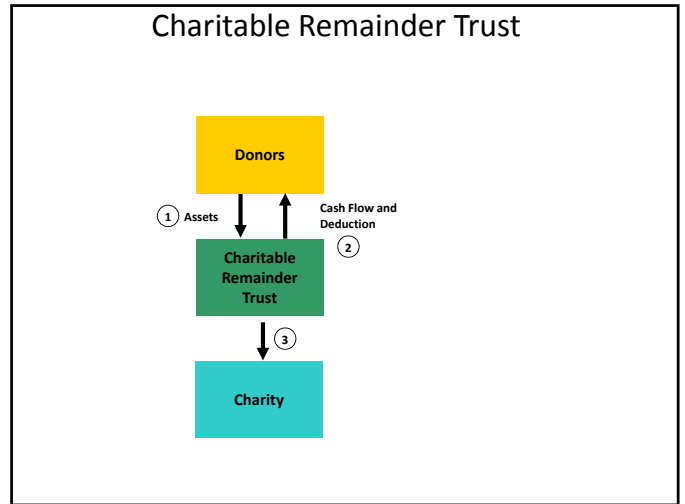 Charitable Remainder Trust
Donors
1 Assets
Cash Flow and
Deduction
2
Charitable
Remainder
Trust
3
Charity